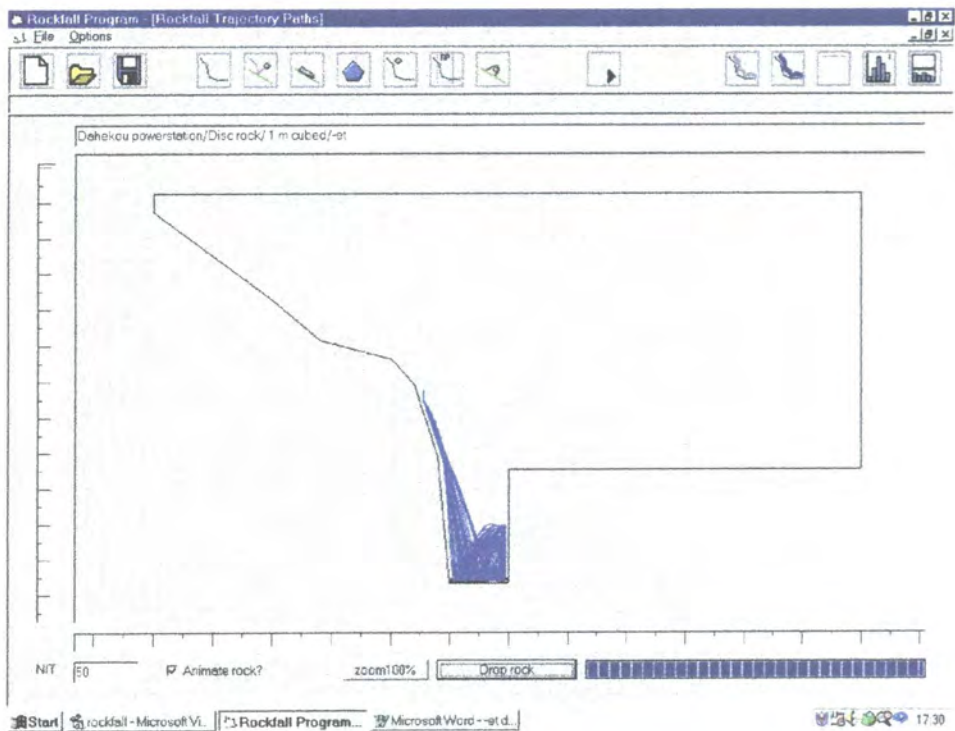 Rockfall Program - [Rockfall Trajectory Paths]
File Options
Dahekou powerstation/Disc rock/ 1 m cubed/-et
NIT 50 Animate rock? zoom100% Drop rock
Start rockfall - Microsoft Vi.. Rockfall Program... Microsoft Word - -et d... 17:30